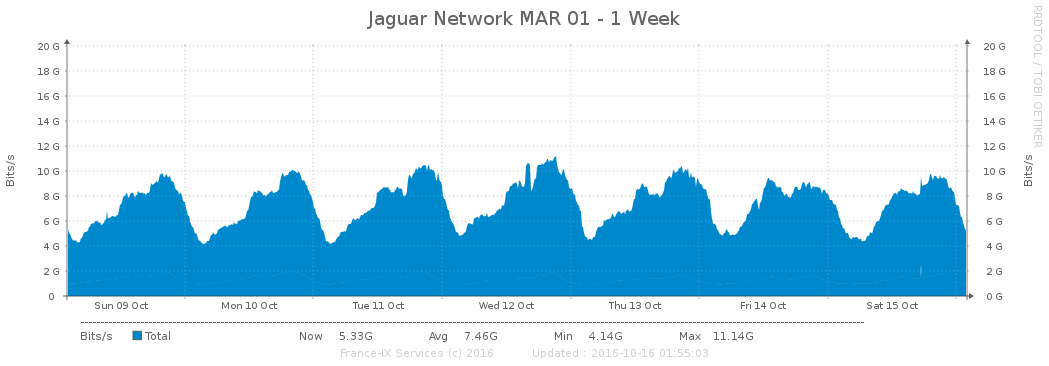 Jaguar Network MAR 01 - 1 Week
RRDTOOL / TOBI OETIKER
Bits/s
Bits/s
20 G 20 G
18 G 18 G
16 G 16 G
14 G 14 G
12 G 12 G
10 G 10 G
8 G 8 G
6 G 6 G
4 G 4 G
2 G 2 G
0 0 G
Sun 09 Oct Mon 10 Oct Tue 11 Oct Wed 12 Oct Thu 13 Oct Fri 14 Oct Sat 15 Oct
Bits/s Total Now 5.33G Avg 7.46G Min 4.14G Max 11.14G
France-IX Services (c) 2016 Updated : 2016-10-16 01:55:03